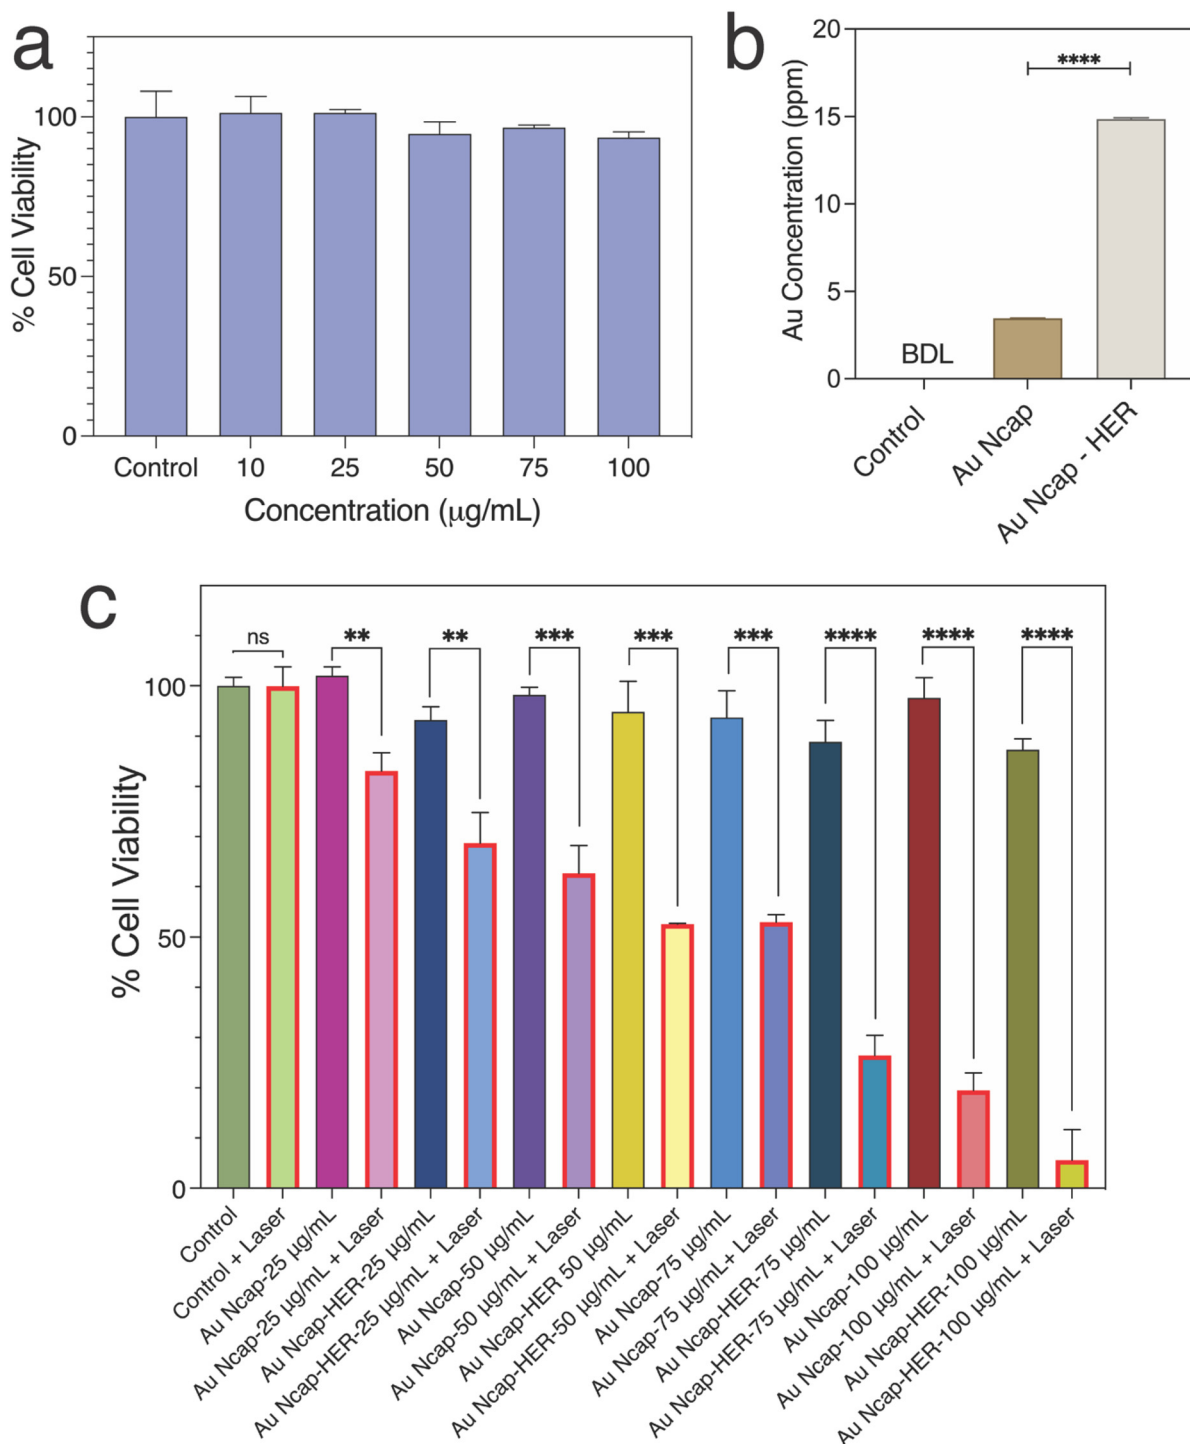 a
% Cell Viability
100
50
0
Control 10 25 50 75 100
Concentration (µg/mL)
b
Au Concentration (ppm)
20
15
10
5
0
****
BDL
Control
Au Ncap
Au Ncap - HER
c
% Cell Viability
100
50
0
ns ** ** *** *** *** **** **** ****
Control
Control + Laser
Au Ncap-25 µg/mL
Au Ncap-25 µg/mL + Laser
Au Ncap-HER-25 µg/mL
Au Ncap-HER-25 µg/mL + Laser
Au Ncap-50 µg/mL
Au Ncap-50 µg/mL + Laser
Au Ncap-HER 50 µg/mL
Au Ncap-HER-50 µg/mL + Laser
Au Ncap-75 µg/mL
Au Ncap-75 µg/mL+ Laser
Au Ncap-HER-75 µg/mL
Au Ncap-HER-75 µg/mL + Laser
Au Ncap-100 µg/mL
Au Ncap-100 µg/mL + Laser
Au Ncap-HER-100 µg/mL
Au Ncap-HER-100 µg/mL + Laser